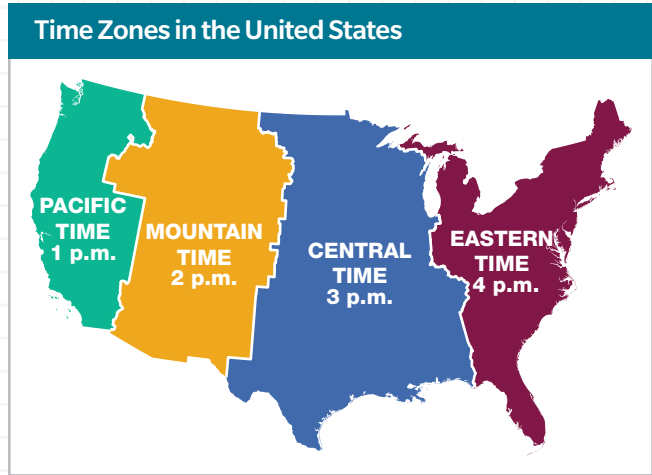 Time Zones in the United States
PACIFIC
TIME
1 p.m.
MOUNTAIN
TIME
2 p.m.
CENTRAL
TIME
3 p.m.
EASTERN
TIME
4 p.m.